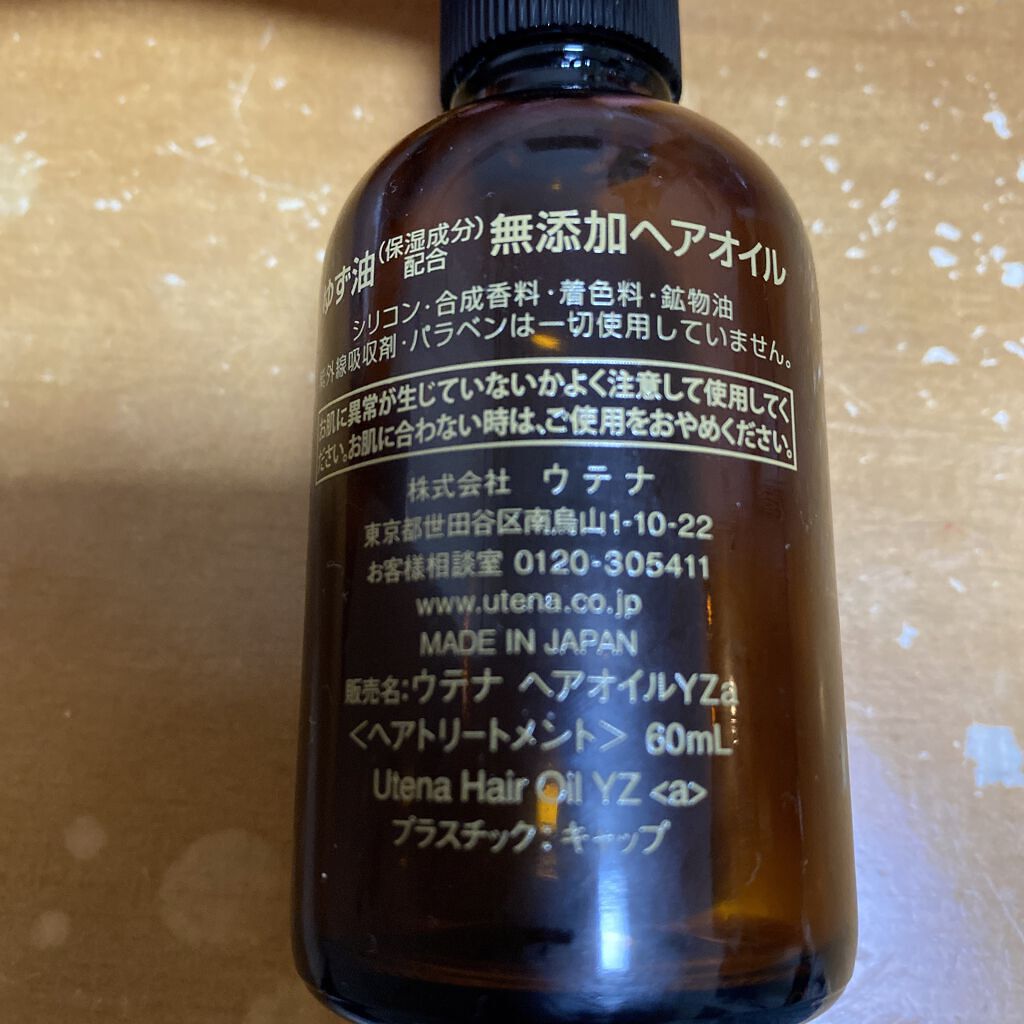 ゆず油(保湿成分)配合 無添加ヘアオイル
シリコン・合成香料・着色料・鉱物油
紫外線吸収剤・パラベンは一切使用していません。
お肌に異常が生じていないかよく注意して使用してく
ださい。お肌に合わない時は、ご使用をおやめください。
株式会社 ウテナ
東京都世田谷区南烏山1-10-22
お客様相談室 0120-305411
www.utena.co.jp
MADE IN JAPAN
販売名:ウテナ ヘアオイルYZa
<ヘアトリートメント> 60mL
Utena Hair Oil YZ <a>
プラスチック:キャップ